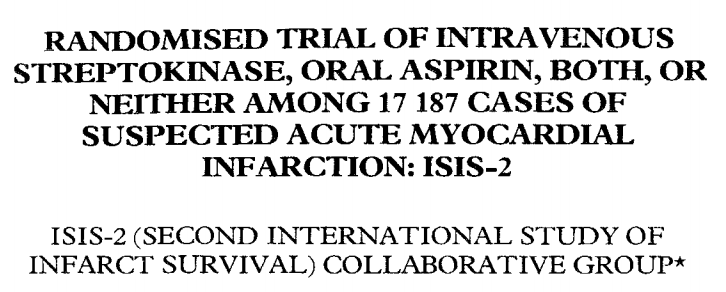 RANDOMISED TRIAL OF INTRAVENOUS
STREPTOKINASE, ORAL ASPIRIN, BOTH, OR
NEITHER AMONG 17 187 CASES OF
SUSPECTED ACUTE MYOCARDIAL
INFARCTION: ISIS-2
ISIS-2 (SECOND INTERNATIONAL STUDY OF
INFARCT SURVIVAL) COLLABORATIVE GROUP★